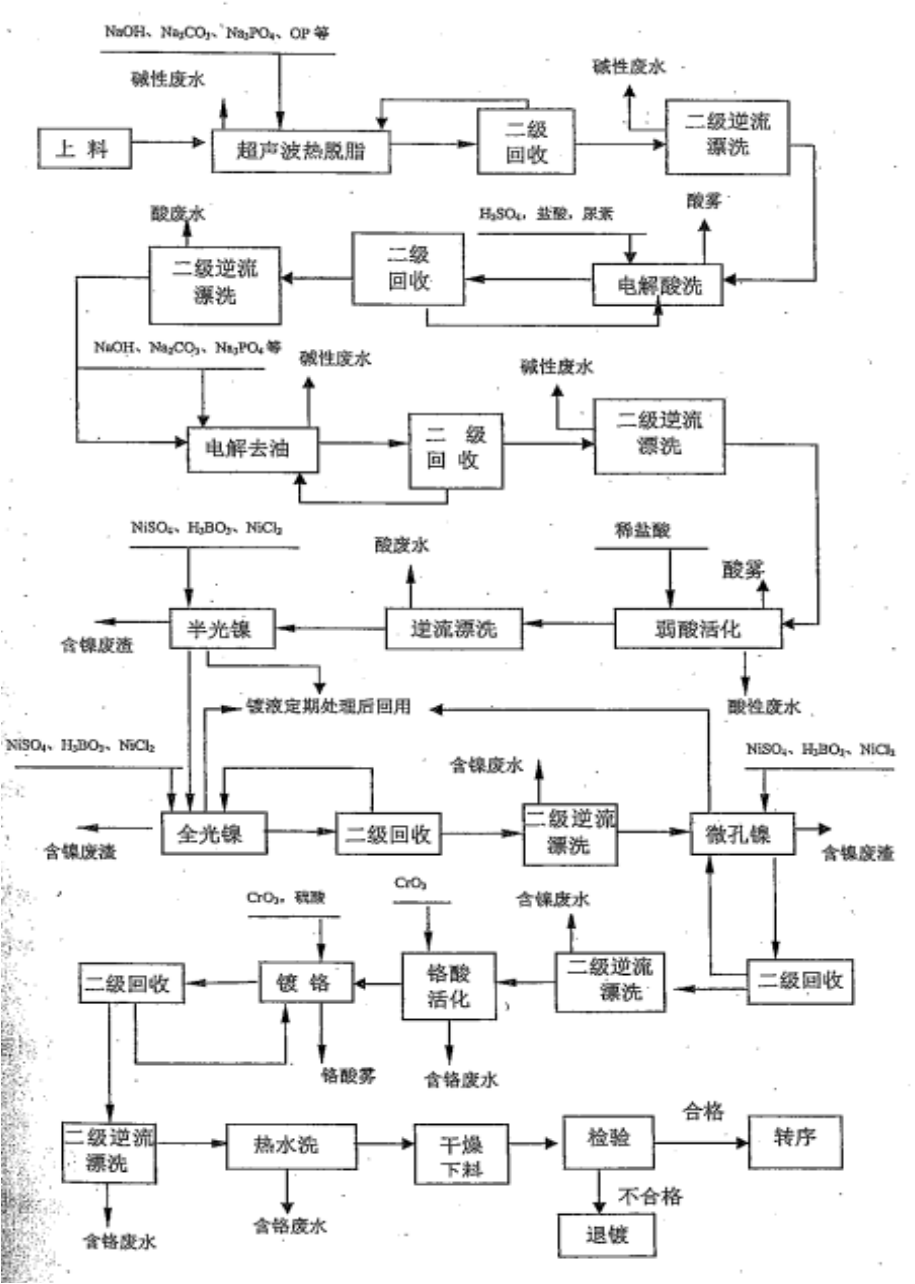 NaOH、Na₂CO₃、Na₃PO₄、OP等
碱性废水
碱性废水
上料
超声波热脱脂
二级
回收
二级逆流
漂洗
酸废水
H₂SO₄，盐酸，尿素
酸雾
二级逆流
漂洗
二级
回收
电解酸洗
NaOH、Na₂CO₃、Na₃PO₄等
碱性废水
碱性废水
电解去油
二级
回收
二级逆流
漂洗
NiSO₄、H₃BO₃、NiCl₂
酸废水
稀盐酸
酸雾
含镍废渣
半光镍
逆流漂洗
弱酸活化
镀液定期处理后回用
酸性废水
NiSO₄、H₃BO₃、NiCl₂
含镍废水
NiSO₄、H₃BO₃、NiCl₂
含镍废渣
全光镍
二级回收
二级逆流
漂洗
微孔镍
含镍废渣
CrO₃，硫酸
CrO₃
含镍废水
二级回收
镀铬
铬酸
活化
二级逆流
漂洗
二级回收
铬酸雾
含铬废水
二级逆流
漂洗
热水洗
干燥
下料
检验
合格
转序
不合格
含铬废水
含铬废水
退镀